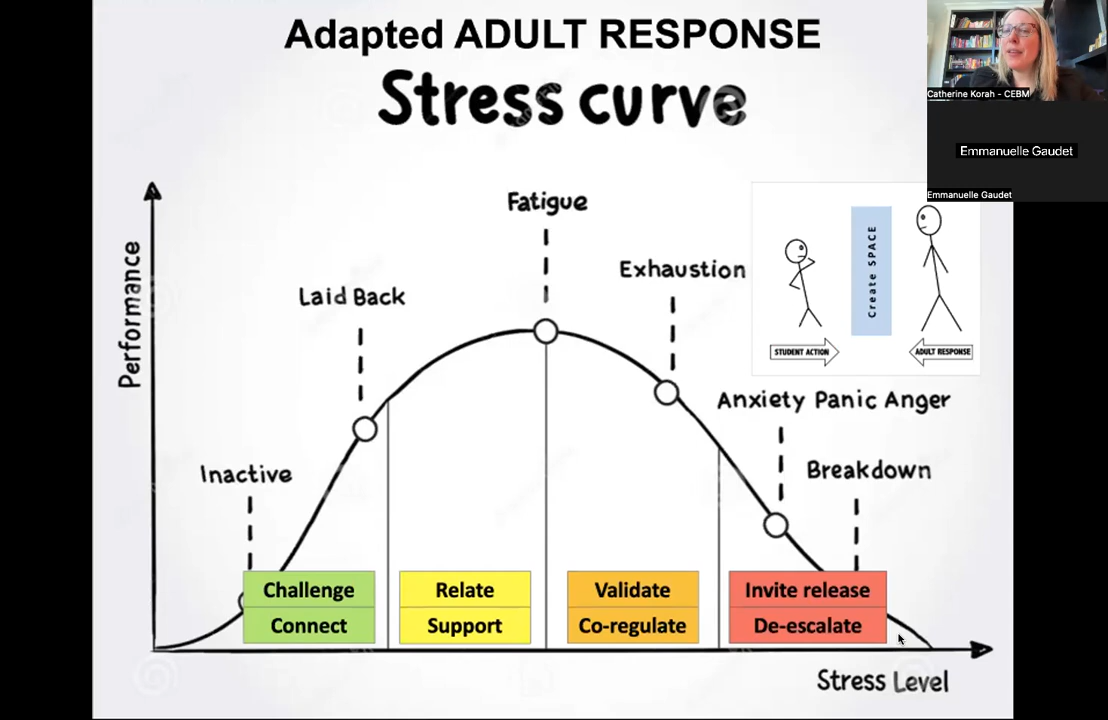 Adapted ADULT RESPONSE
Stress curve
Catherine Korah - CEBM
Emmanuelle Gaudet
Emmanuelle Gaudet
Performance
Fatigue
Exhaustion
Laid Back
Create SPACE
STUDENT ACTION
ADULT RESPONSE
Anxiety Panic Anger
Inactive
Breakdown
Challenge
Connect
Relate
Support
Validate
Co-regulate
Invite release
De-escalate
Stress Level